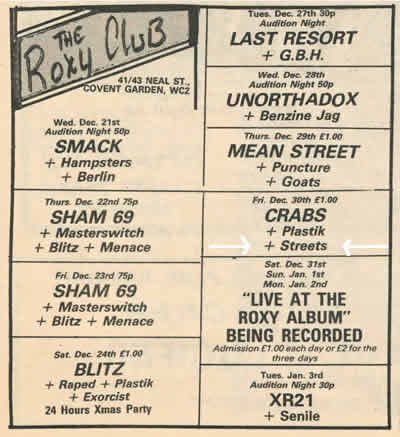 THE
Roxy CluB
41/43 NEAL ST.,
COVENT GARDEN, WC2
Wed. Dec. 21st
Audition Night 50p
SMACK
+ Hampsters
+ Berlin
Thurs. Dec. 22nd 75p
SHAM 69
+ Masterswitch
+ Blitz + Menace
Fri. Dec. 23rd 75p
SHAM 69
+ Masterswitch
+ Blitz + Menace
Sat. Dec. 24th £1.00
BLITZ
+ Raped + Plastik
+ Exorcist
24 Hours Xmas Party
Tues. Dec. 27th 30p
Audition Night
LAST RESORT
+ G.B.H.
Wed. Dec. 28th
Audition Night 50p
UNORTHADOX
+ Benzine Jag
Thurs. Dec. 29th £1.00
MEAN STREET
+ Puncture
+ Goats
Fri. Dec. 30th £1.00
CRABS
+ Plastik
+ Streets
Sat. Dec. 31st
Sun. Jan. 1st
Mon. Jan. 2nd
"LIVE AT THE
ROXY ALBUM"
BEING RECORDED
Admission £1.00 each day or £2 for the
three days
Tues. Jan. 3rd
Audition Night 30p
XR21
+ Senile